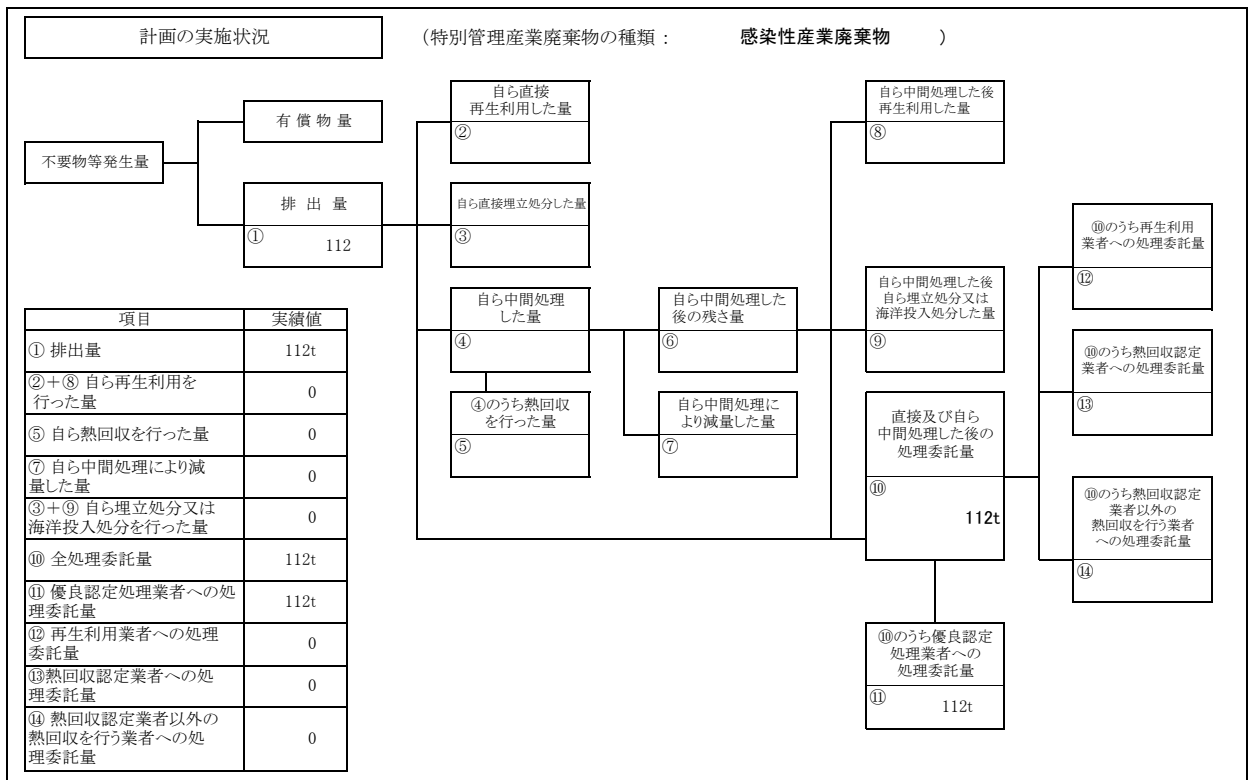 計画の実施状況
(特別管理産業廃棄物の種類： 感染性産業廃棄物 )
不要物等発生量
有償物量
排出量
① 112
自ら直接
再生利用した量
②
自ら直接埋立処分した量
③
自ら中間処理
した量
④
④のうち熱回収
を行った量
⑤
自ら中間処理した
後の残さ量
⑥
自ら中間処理に
より減量した量
⑦
自ら中間処理した後
再生利用した量
⑧
自ら中間処理した後
自ら埋立処分又は
海洋投入処分した量
⑨
直接及び自ら
中間処理した後の
処理委託量
⑩
112t
⑩のうち優良認定
処理業者への
処理委託量
⑪ 112t
⑩のうち再生利用
業者への処理委託量
⑫
⑩のうち熱回収認定
業者への処理委託量
⑬
⑩のうち熱回収認定
業者以外の
熱回収を行う業者
への処理委託量
⑭
項目 実績値
① 排出量 112t
②＋⑧ 自ら再生利用を
行った量 0
⑤ 自ら熱回収を行った量 0
⑦ 自ら中間処理により減
量した量 0
③＋⑨ 自ら埋立処分又は
海洋投入処分を行った量 0
⑩ 全処理委託量 112t
⑪ 優良認定処理業者への処
理委託量 112t
⑫ 再生利用業者への処理
委託量 0
⑬熱回収認定業者への処
理委託量 0
⑭ 熱回収認定業者以外の
熱回収を行う業者への処
理委託量 0